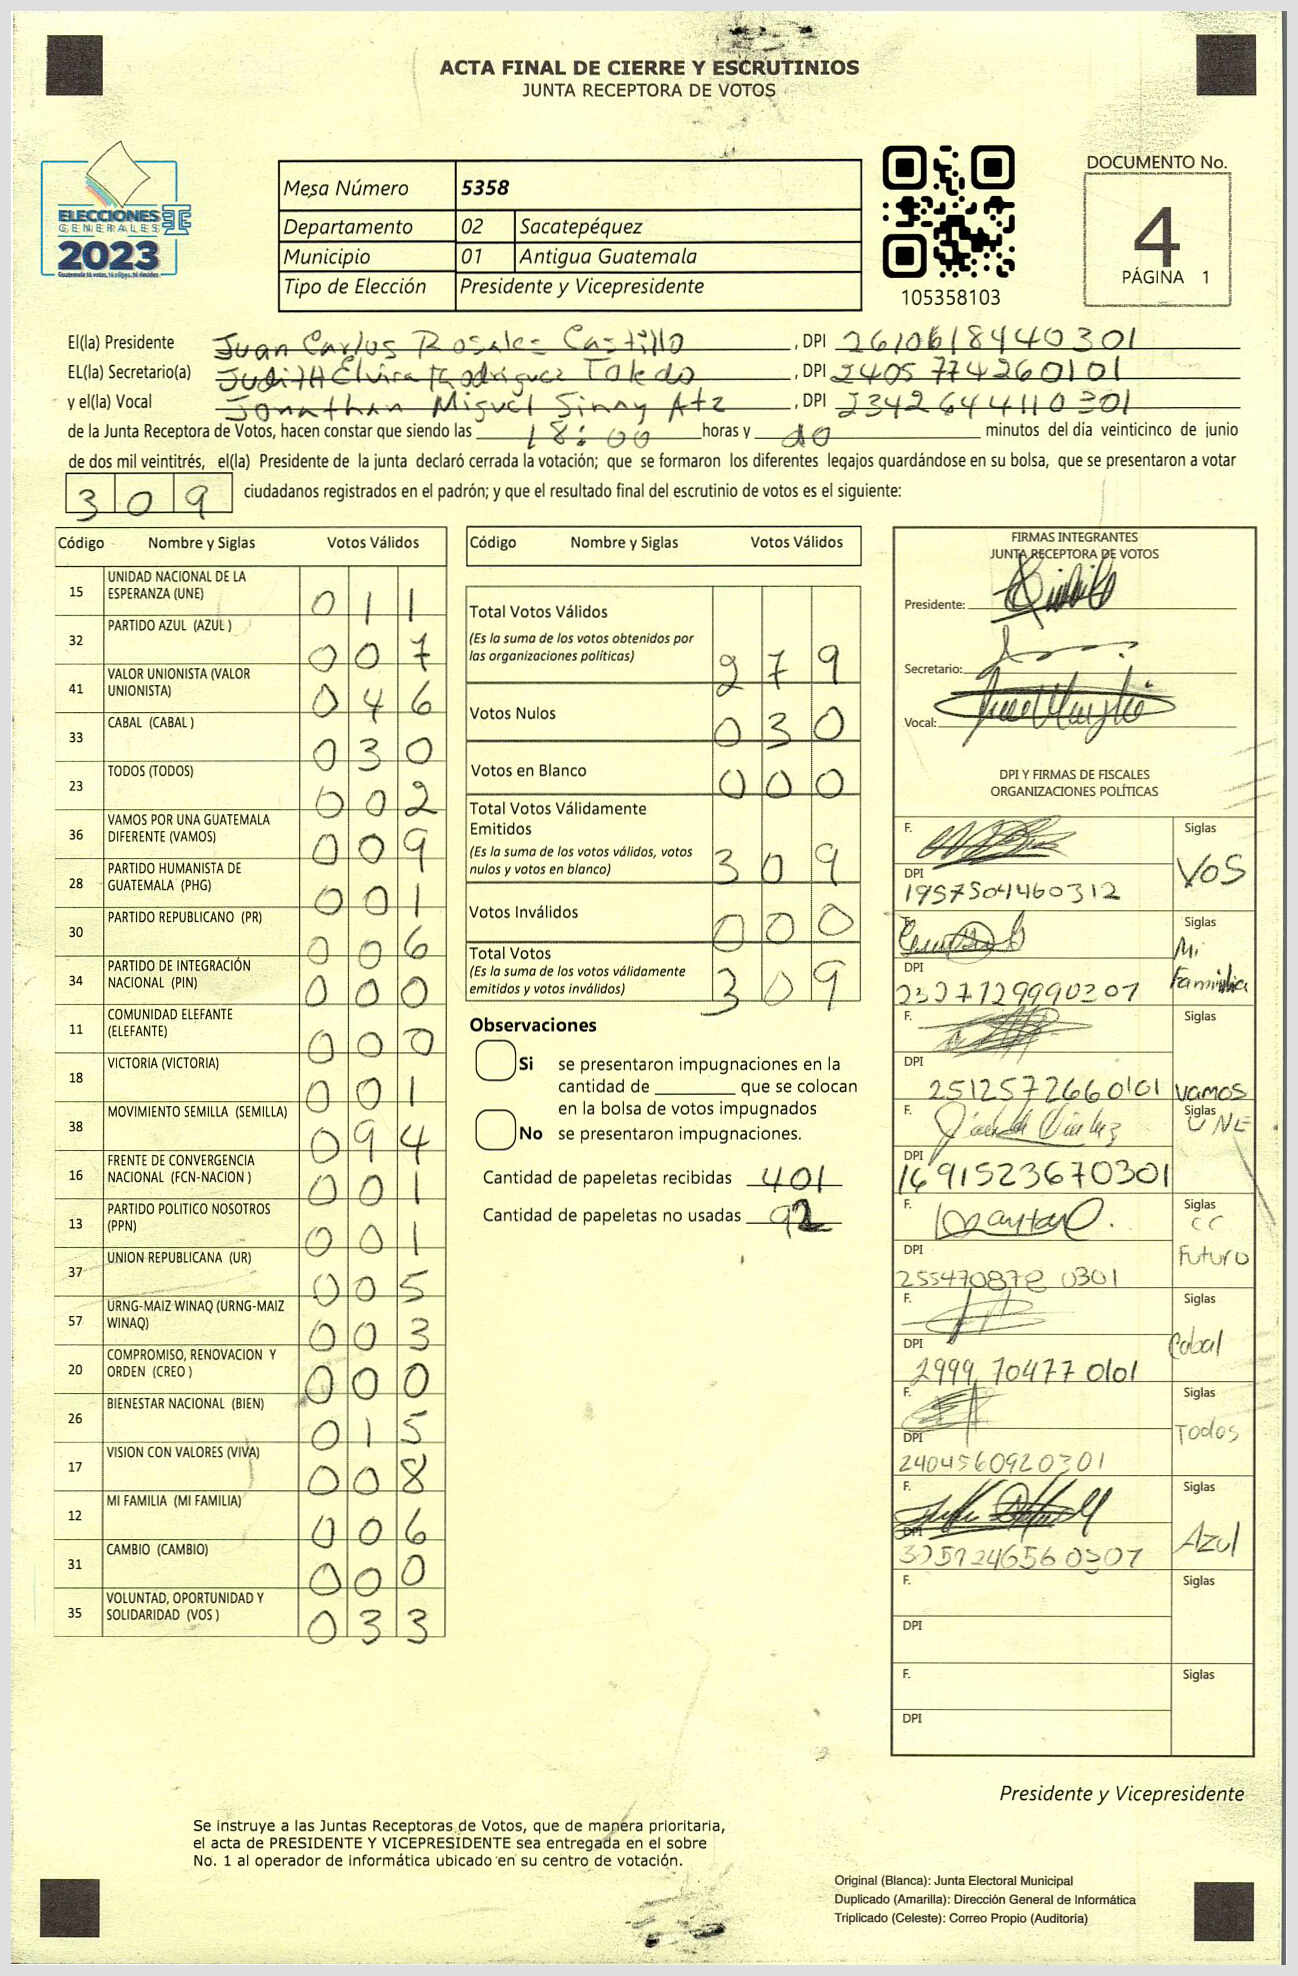 ACTA FINAL DE CIERRE Y ESCRUTINIOS
JUNTA RECEPTORA DE VOTOS
ELECCIONES
GENERALES
2023
Mesa Número 5358
Departamento 02 Sacatepéquez
Municipio 01 Antigua Guatemala
Tipo de Elección Presidente y Vicepresidente
105358103
DOCUMENTO No.
4
PÁGINA 1
El(la) Presidente Juan Carlos Rosales Castillo, DPI 2610618440301
EL(la) Secretario(a) Judith Elvira Rodriguez Toledo, DPI 2405774260101
y el(la) Vocal Jonathan Miguel Sinay Atz, DPI 2342644110301
de la Junta Receptora de Votos, hacen constar que siendo las 18:00 horas y 00 minutos del día veinticinco de junio
de dos mil veintitrés, el(la) Presidente de la junta declaró cerrada la votación; que se formaron los diferentes legajos guardándose en su bolsa, que se presentaron a votar
309 ciudadanos registrados en el padrón; y que el resultado final del escrutinio de votos es el siguiente:
Código Nombre y Siglas Votos Válidos
15 UNIDAD NACIONAL DE LA ESPERANZA (UNE) 011
32 PARTIDO AZUL (AZUL ) 007
41 VALOR UNIONISTA (VALOR UNIONISTA) 046
33 CABAL (CABAL ) 030
23 TODOS (TODOS) 002
36 VAMOS POR UNA GUATEMALA DIFERENTE (VAMOS) 009
28 PARTIDO HUMANISTA DE GUATEMALA (PHG) 001
30 PARTIDO REPUBLICANO (PR) 006
34 PARTIDO DE INTEGRACIÓN NACIONAL (PIN) 000
11 COMUNIDAD ELEFANTE (ELEFANTE) 000
18 VICTORIA (VICTORIA) 001
38 MOVIMIENTO SEMILLA (SEMILLA) 094
16 FRENTE DE CONVERGENCIA NACIONAL (FCN-NACION ) 001
13 PARTIDO POLITICO NOSOTROS (PPN) 001
37 UNION REPUBLICANA (UR) 005
57 URNG-MAIZ WINAQ (URNG-MAIZ WINAQ) 003
20 COMPROMISO, RENOVACION Y ORDEN (CREO ) 000
26 BIENESTAR NACIONAL (BIEN) 015
17 VISION CON VALORES (VIVA) 008
12 MI FAMILIA (MI FAMILIA) 006
31 CAMBIO (CAMBIO) 000
35 VOLUNTAD, OPORTUNIDAD Y SOLIDARIDAD (VOS ) 033
Código Nombre y Siglas Votos Válidos
Total Votos Válidos 279
(Es la suma de los votos obtenidos por
las organizaciones políticas)
Votos Nulos 030
Votos en Blanco 000
Total Votos Válidamente
Emitidos
(Es la suma de los votos válidos, votos
nulos y votos en blanco) 309
Votos Inválidos 000
Total Votos
(Es la suma de los votos válidamente
emitidos y votos inválidos) 309
Observaciones
Si se presentaron impugnaciones en la
cantidad de que se colocan
en la bolsa de votos impugnados
No se presentaron impugnaciones.
Cantidad de papeletas recibidas 401
Cantidad de papeletas no usadas 92
FIRMAS INTEGRANTES
JUNTA RECEPTORA DE VOTOS
Presidente:
Secretario:
Vocal:
DPI Y FIRMAS DE FISCALES
ORGANIZACIONES POLÍTICAS
F. Siglas VOS
DPI 1957504460312
Siglas Mi Familia
DPI 2327729990301
F. Siglas vamos
DPI 2512572660101
F. Siglas UNE
DPI 1691523670301
F. Siglas CC Futuro
DPI 2554708780301
F. Siglas Cabal
DPI 2999704770101
F. Siglas Todos
DPI 2404560920301
F. Siglas Azul
DPI
F. Siglas
DPI
F. Siglas
DPI
Presidente y Vicepresidente
Se instruye a las Juntas Receptoras de Votos, que de manera prioritaria,
el acta de PRESIDENTE Y VICEPRESIDENTE sea entregada en el sobre
No. 1 al operador de informática ubicado en su centro de votación.
Original (Blanca): Junta Electoral Municipal
Duplicado (Amarilla): Dirección General de Informática
Triplicado (Celeste): Correo Propio (Auditoría)